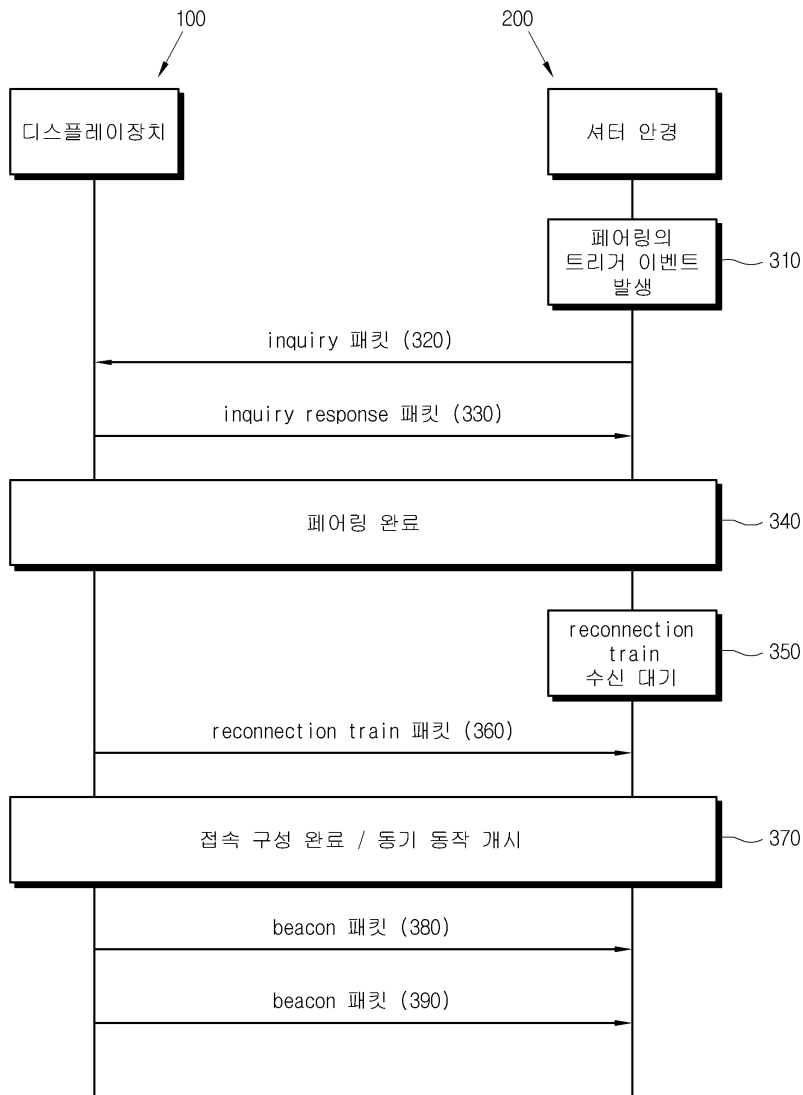 100
200
디스플레이장치
셔터 안경
페어링의
트리거 이벤트
발생
310
inquiry 패킷 (320)
inquiry response 패킷 (330)
페어링 완료
340
reconnection
train
수신 대기
350
reconnection train 패킷 (360)
접속 구성 완료 / 동기 동작 개시
370
beacon 패킷 (380)
beacon 패킷 (390)